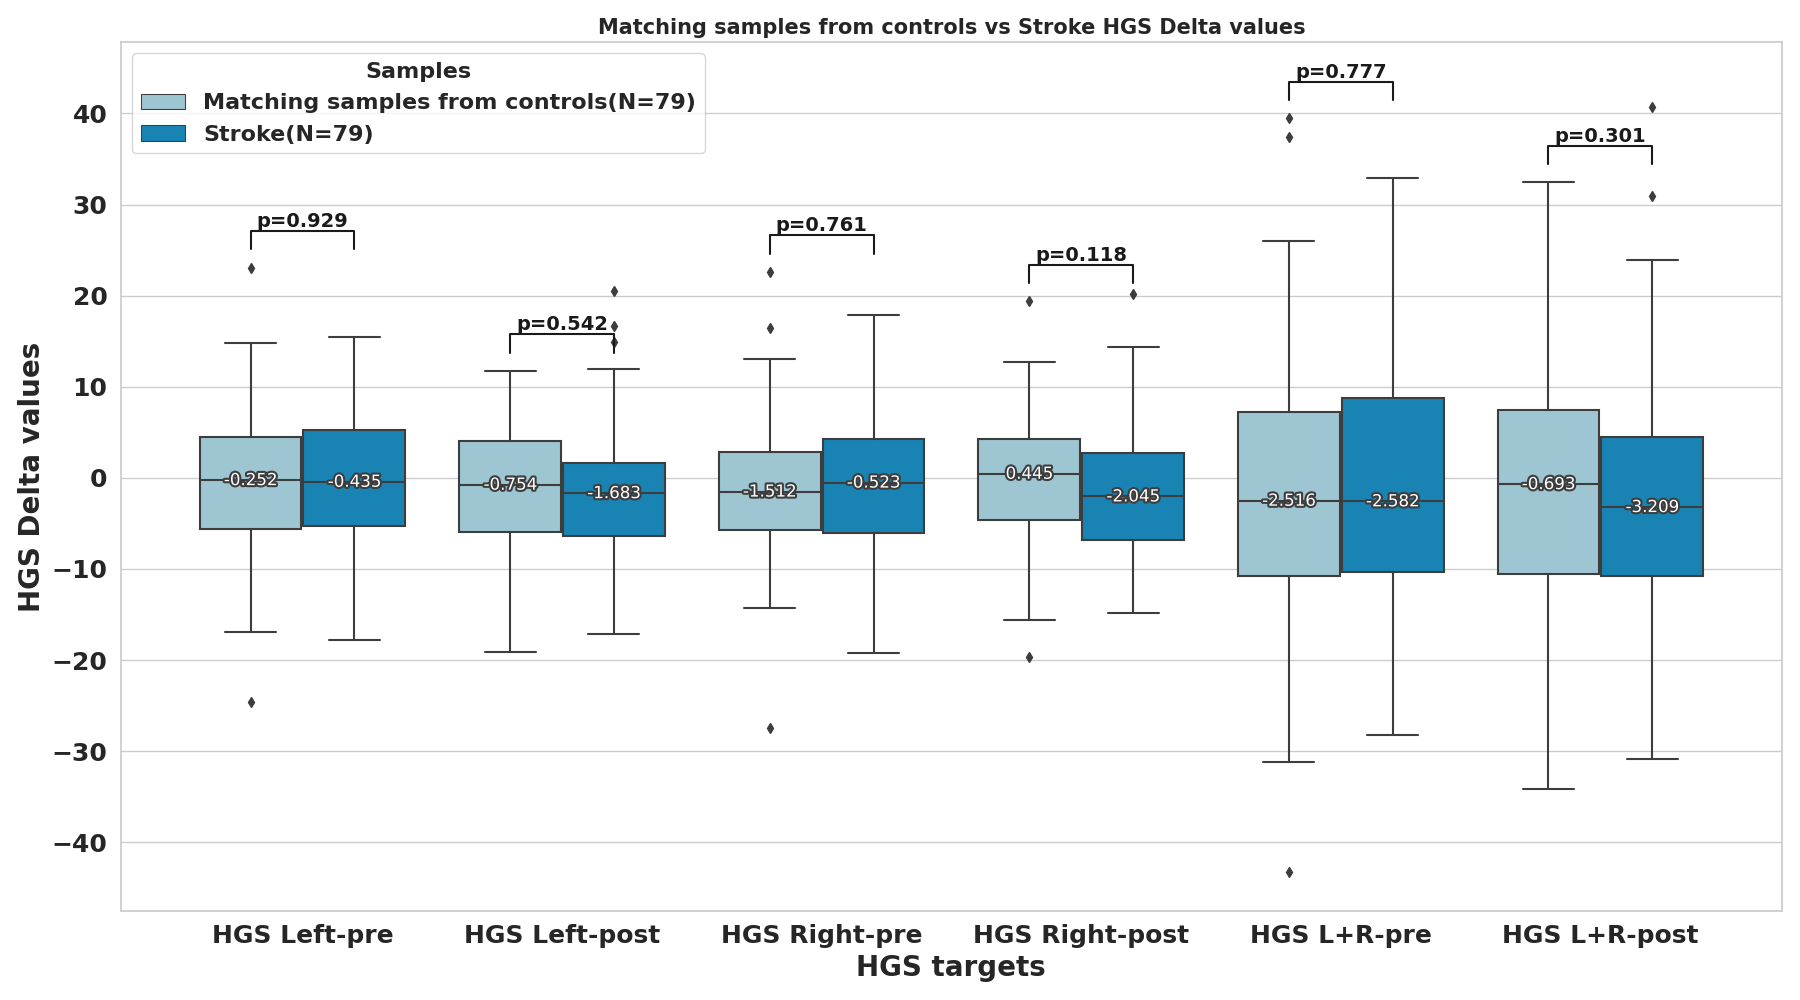 Matching samples from controls vs Stroke HGS Delta values
Samples
Matching samples from controls(N=79)
Stroke(N=79)
HGS Delta values
40
30
20
10
0
−10
−20
−30
−40
p=0.929
p=0.542
p=0.761
p=0.118
p=0.777
p=0.301
-0.252
-0.435
-0.754
-1.683
-1.512
-0.523
0.445
-2.045
-2.516
-2.582
-0.693
-3.209
HGS Left-pre
HGS Left-post
HGS Right-pre
HGS Right-post
HGS L+R-pre
HGS L+R-post
HGS targets